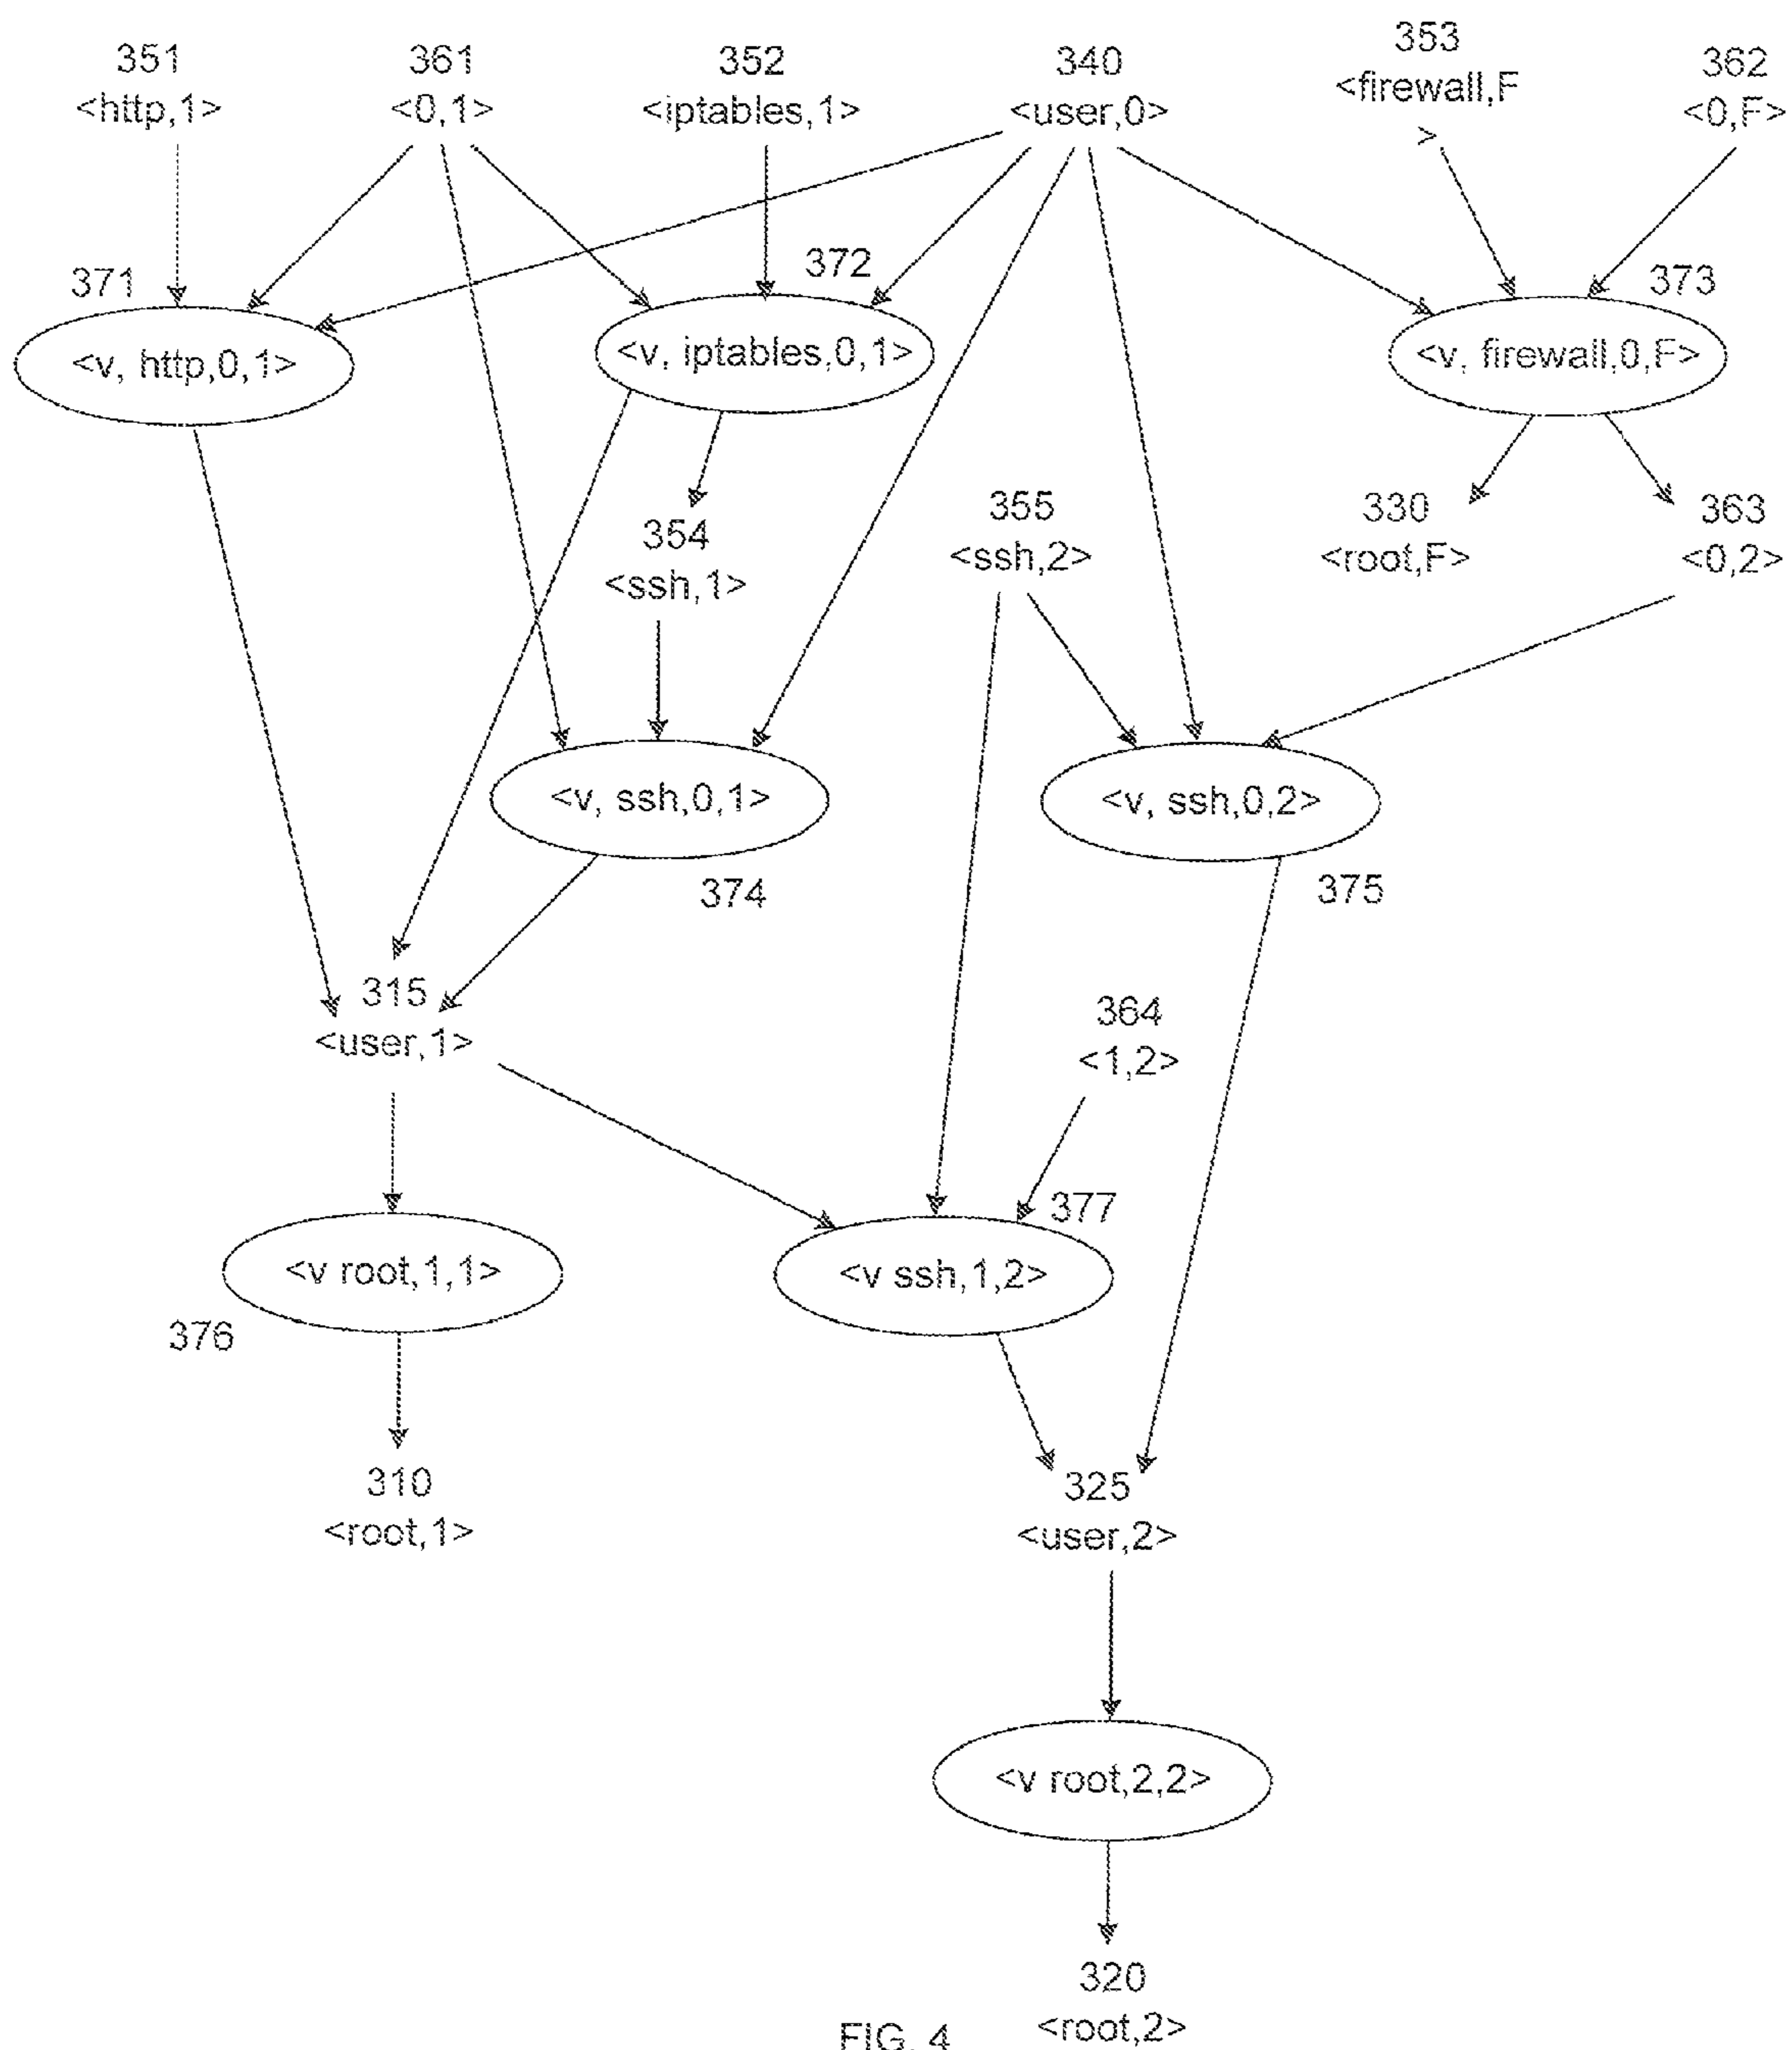 351
<http,1>
361
<0,1>
352
<iptables,1>
340
<user,0>
353
<firewall,F
>
362
<0,F>
371
<v, http,0,1>
372
<v, iptables,0,1>
373
<v, firewall,0,F>
354
<ssh,1>
355
<ssh,2>
330
<root,F>
363
<0,2>
<v, ssh,0,1>
374
<v, ssh,0,2>
375
315
<user,1>
364
<1,2>
<v root,1,1>
376
377
<v ssh,1,2>
310
<root,1>
325
<user,2>
<v root,2,2>
320
<root,2>
FIG. 4